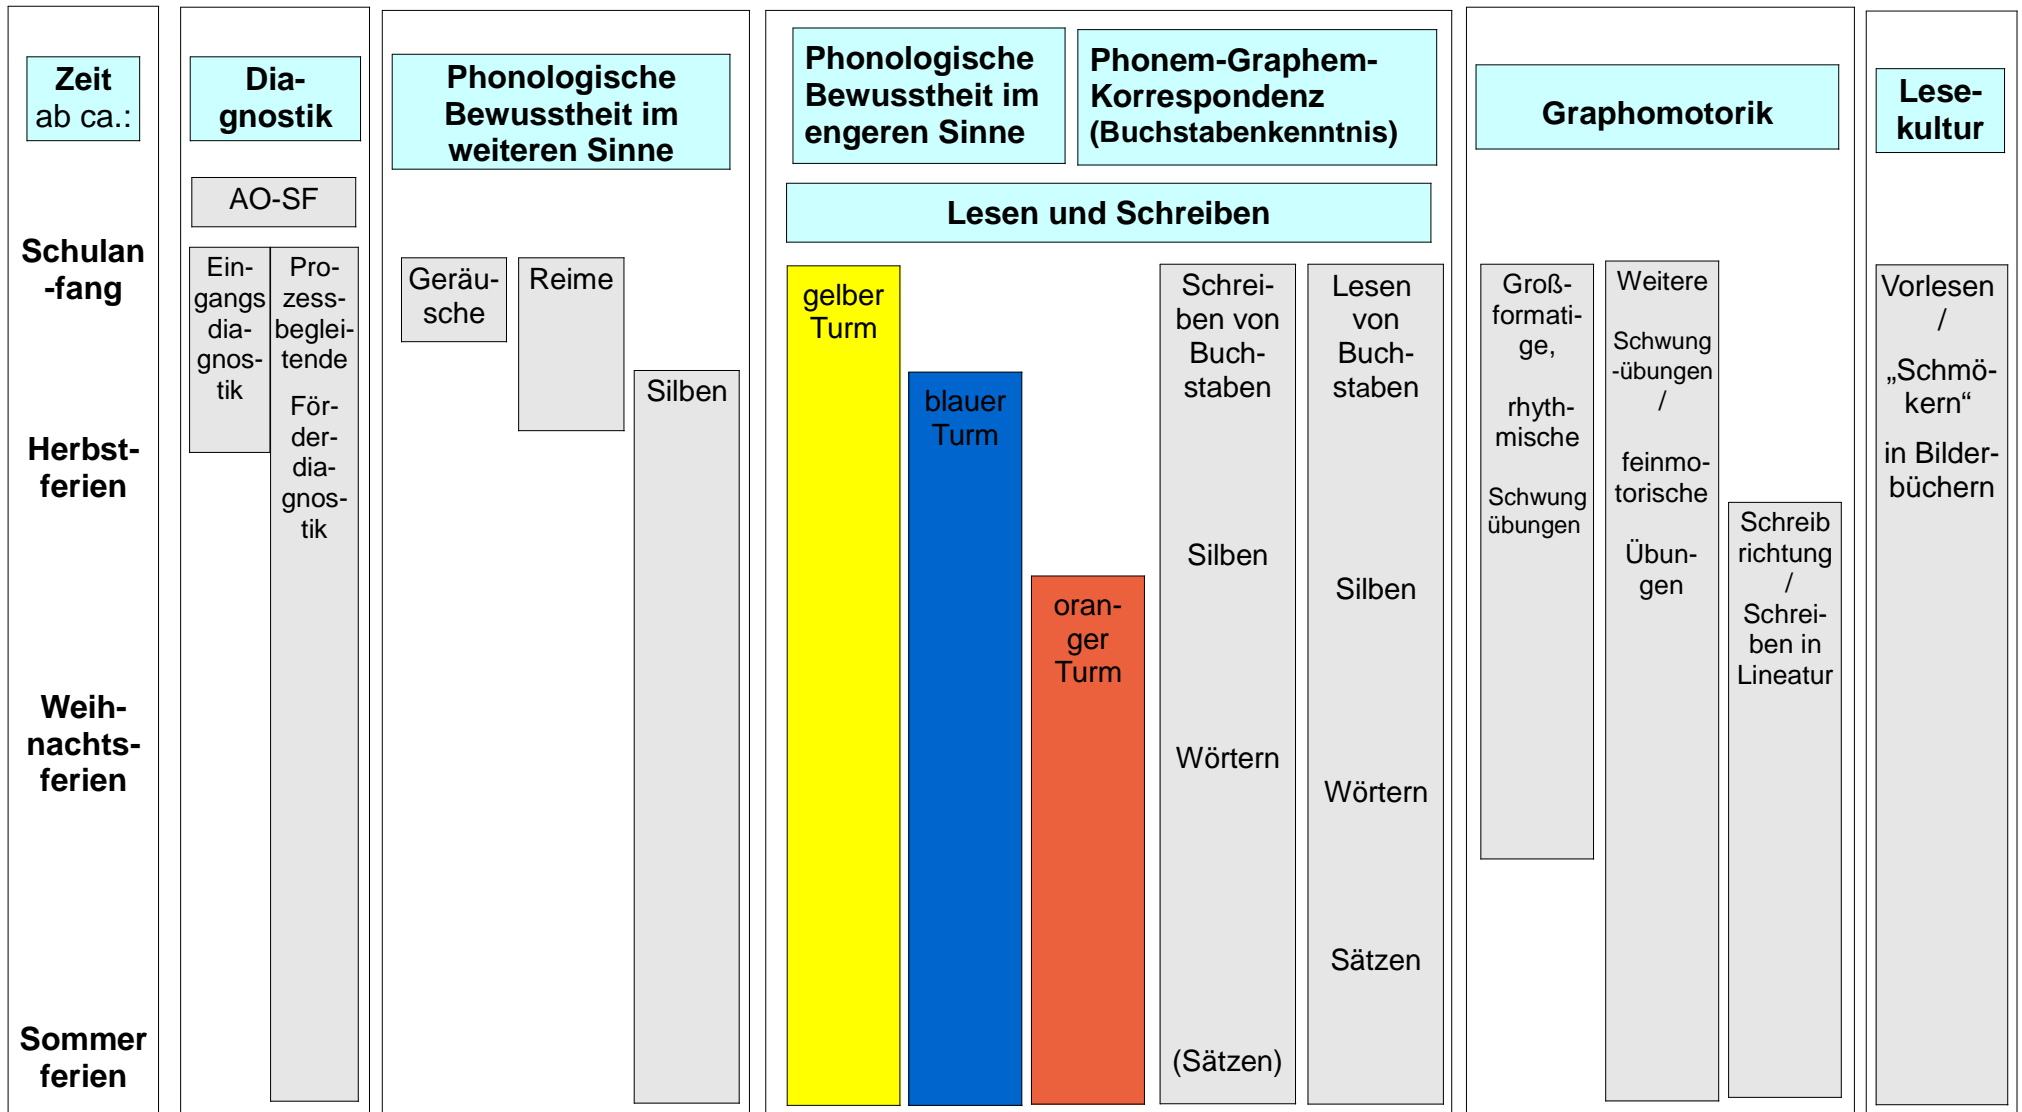 Zeit
ab ca.:
Schulan
-fang
Herbst-
ferien
Weih-
nachts-
ferien
Sommer
ferien
Dia-
gnostik
AO-SF
Ein-
gangs
dia-
gnos-
tik
Pro-
zess-
beglei-
tende
För-
der-
dia-
gnos-
tik
Phonologische
Bewusstheit im
weiteren Sinne
Geräu-
sche
Reime
Silben
Phonologische
Bewusstheit im
engeren Sinne
Phonem-Graphem-
Korrespondenz
(Buchstabenkenntnis)
Lesen und Schreiben
gelber
Turm
blauer
Turm
oran-
ger
Turm
Schrei-
ben von
Buch-
staben
Silben
Wörtern
(Sätzen)
Lesen
von
Buch-
staben
Silben
Wörtern
Sätzen
Graphomotorik
Groß-
formati-
ge,
rhyth-
mische
Schwung
übungen
Weitere
Schwung
-übungen
/
feinmo-
torische
Übun-
gen
Schreib
richtung
/
Schrei-
ben in
Lineatur
Lese-
kultur
Vorlesen
/
„Schmö-
kern“
in Bilder-
büchern